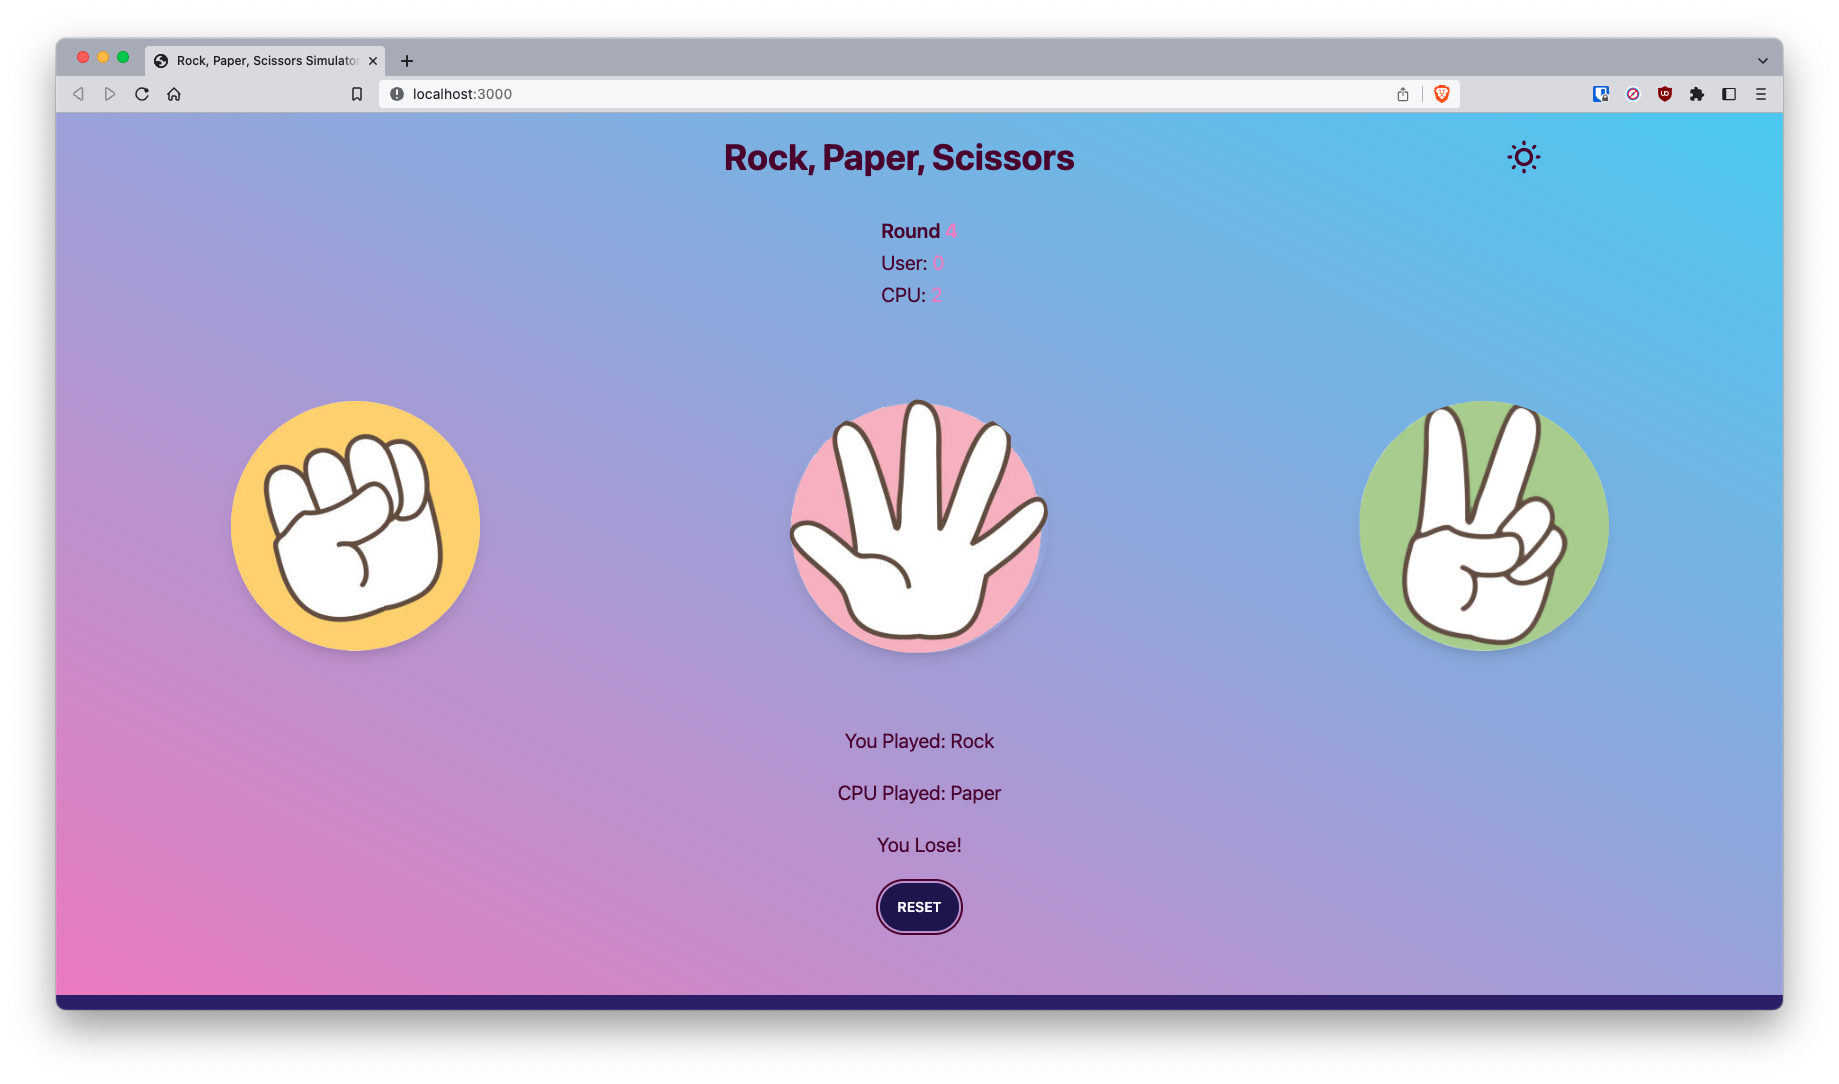 Rock, Paper, Scissors Simulator
localhost:3000
Rock, Paper, Scissors
Round 4
User: 0
CPU: 2
You Played: Rock
CPU Played: Paper
You Lose!
RESET